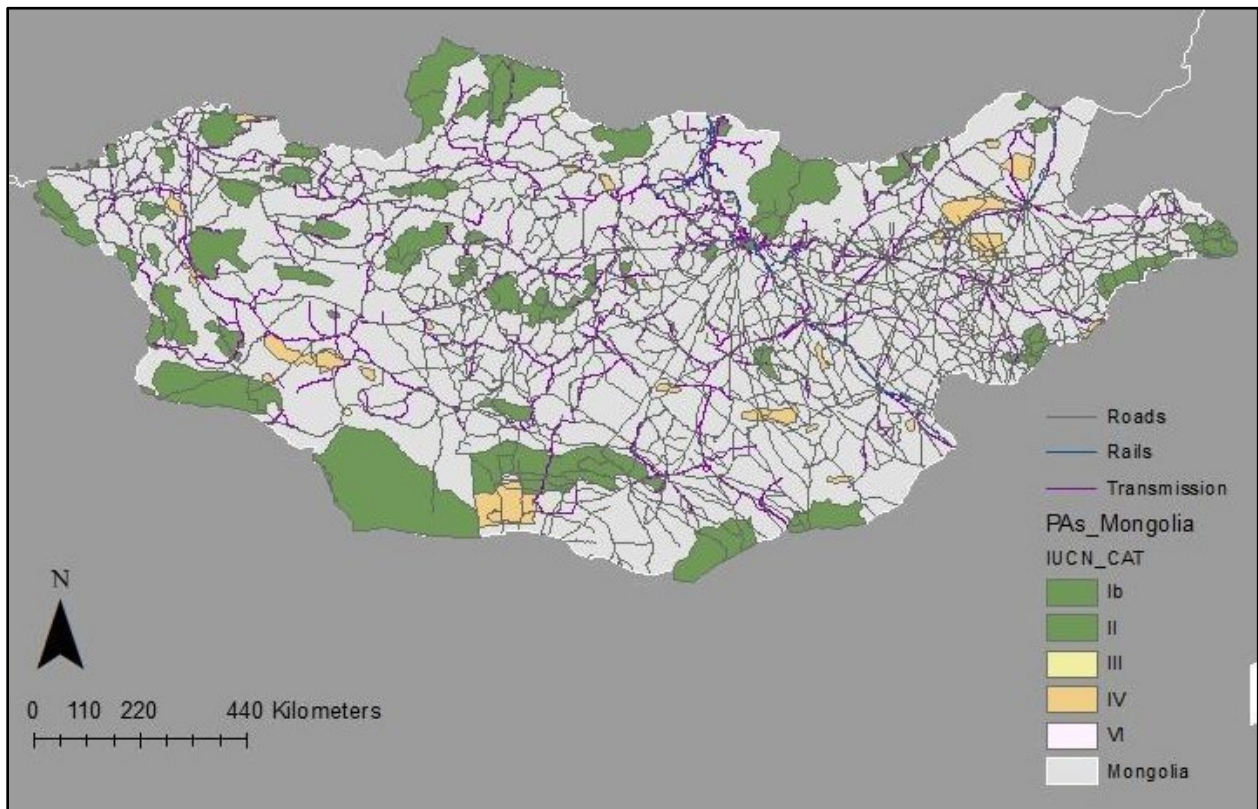 Roads
Rails
Transmission
PAs_Mongolia
IUCN_CAT
Ib
II
III
IV
VI
Mongolia
N
0 110 220 440 Kilometers